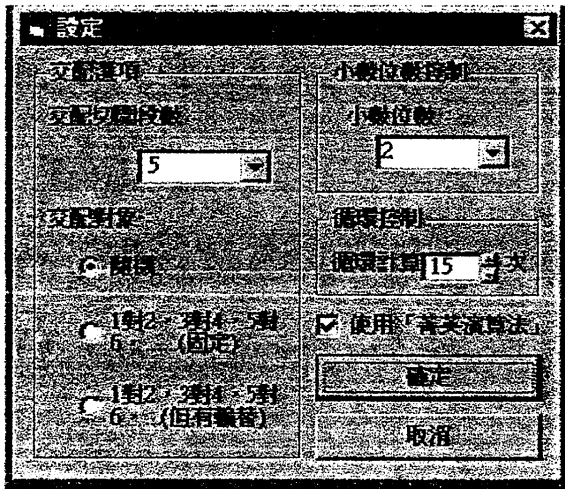 設定
交配選項
交配切開段數
5
交配對象
隨機
1對2、3對4、5對
6、...(固定)
1對2、3對4、5對
6、...(但有輪替)
小數位數控制
小數位數
2
循環控制
循環計算 15 次
使用「菁英演算法」
確定
取消